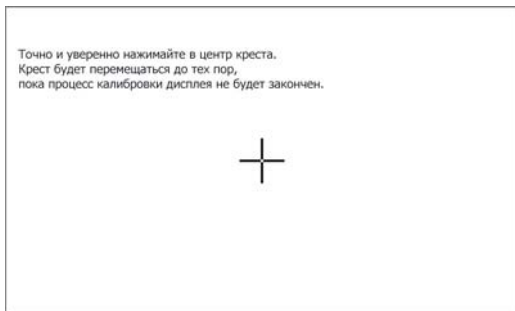 Точно и уверенно нажимайте в центр креста.
Крест будет перемещаться до тех пор,
пока процесс калибровки дисплея не будет закончен.